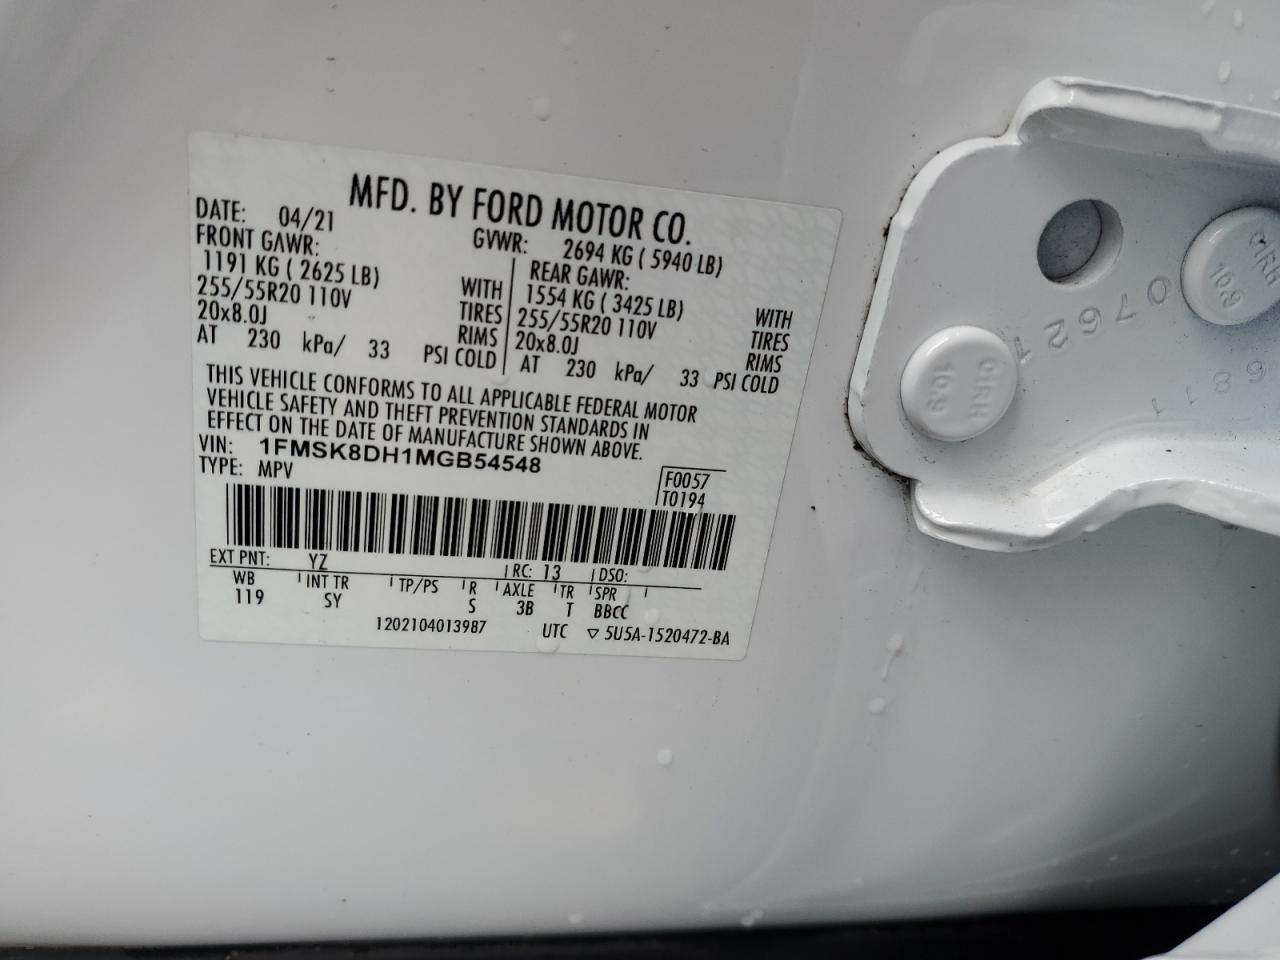 MFD. BY FORD MOTOR CO.
DATE: 04/21 GVWR: 2694 KG ( 5940 LB)
FRONT GAWR: REAR GAWR:
1191 KG ( 2625 LB) WITH 1554 KG ( 3425 LB) WITH
255/55R20 110V TIRES 255/55R20 110V TIRES
20x8.0J RIMS 20x8.0J RIMS
AT 230 kPa/ 33 PSI COLD AT 230 kPa/ 33 PSI COLD
THIS VEHICLE CONFORMS TO ALL APPLICABLE FEDERAL MOTOR
VEHICLE SAFETY AND THEFT PREVENTION STANDARDS IN
EFFECT ON THE DATE OF MANUFACTURE SHOWN ABOVE.
VIN: 1FMSK8DH1MGB54548
TYPE: MPV
F0057
T0194
EXT PNT: YZ RC: 13 DSO:
WB INT TR TP/PS R AXLE TR SPR
119 SY S 3B T BBCC
1202104013987 UTC ▽ 5U5A-1520472-BA
07621
6811
10.9
10.9